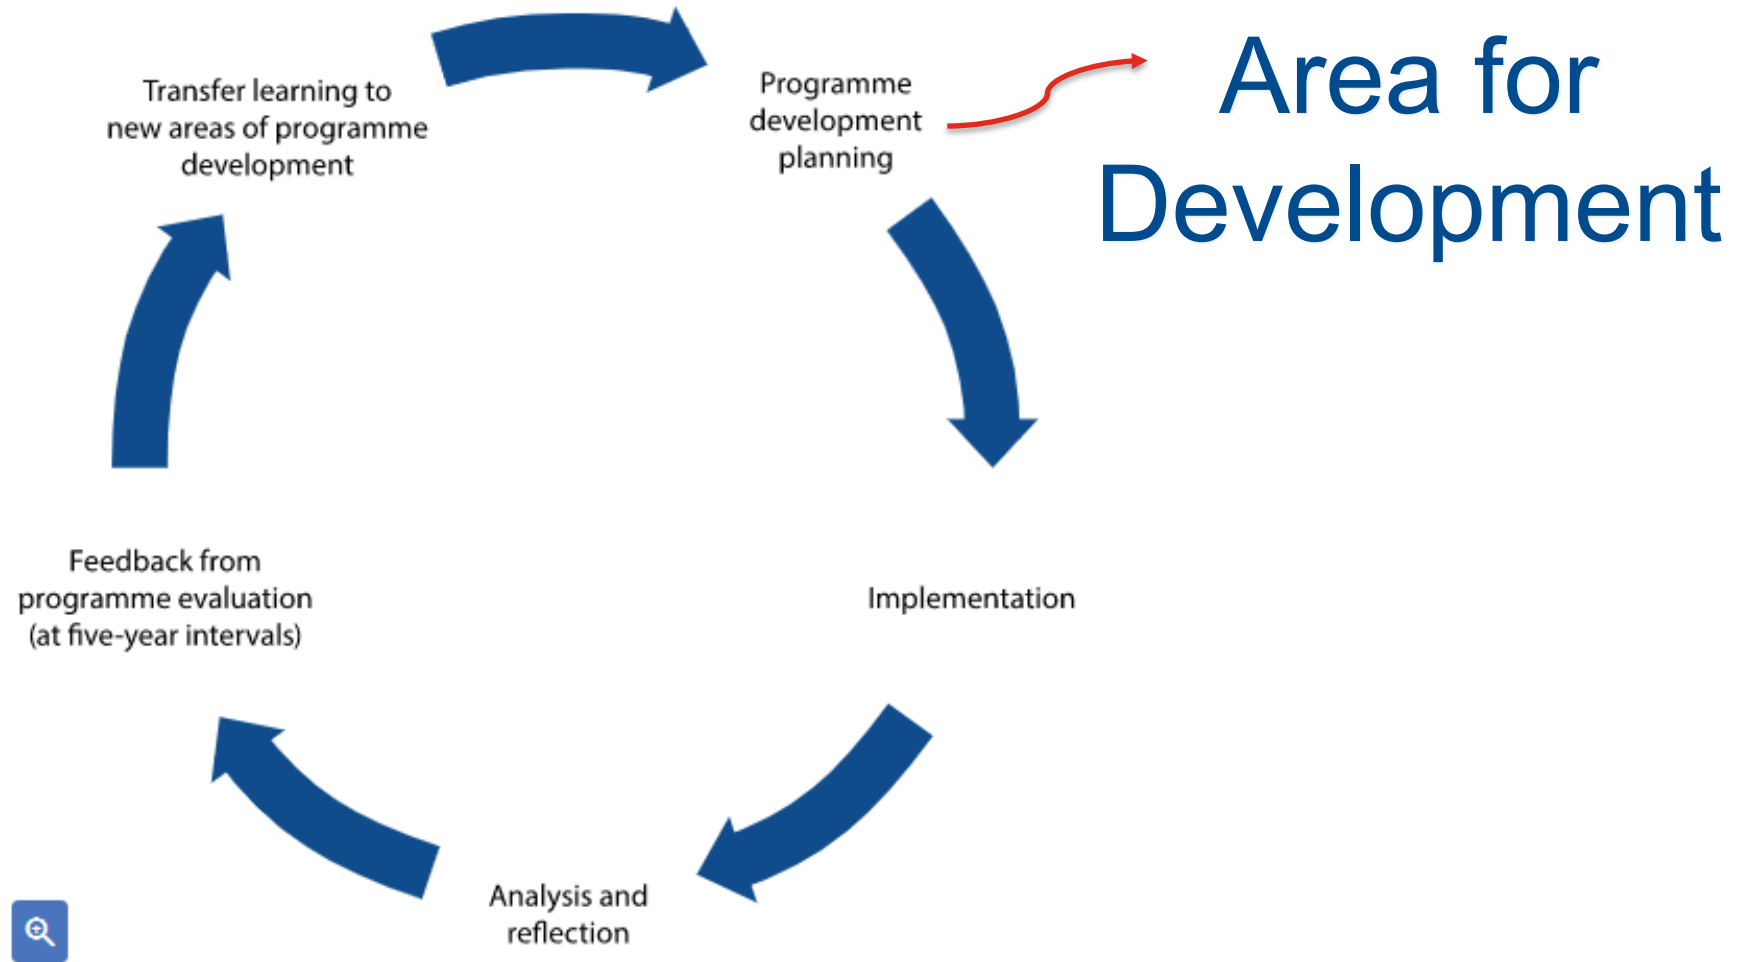 Transfer learning to
new areas of programme
development
Programme
development
planning
Area for
Development
Implementation
Analysis and
reflection
Feedback from
programme evaluation
(at five-year intervals)